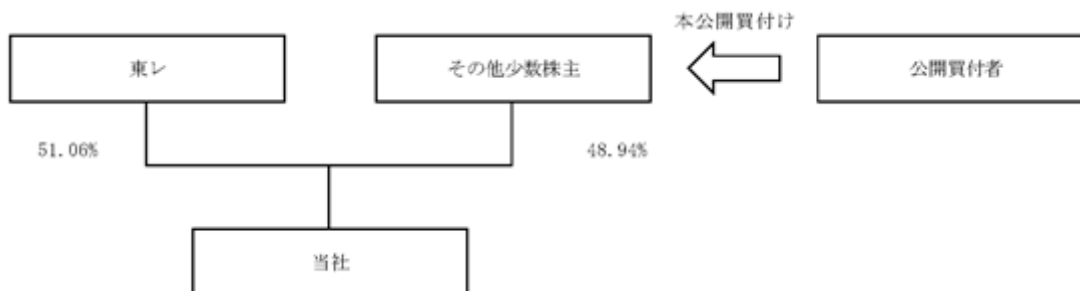 本公開買付け
東レ
その他少数株主
公開買付者
51.06%
48.94%
当社